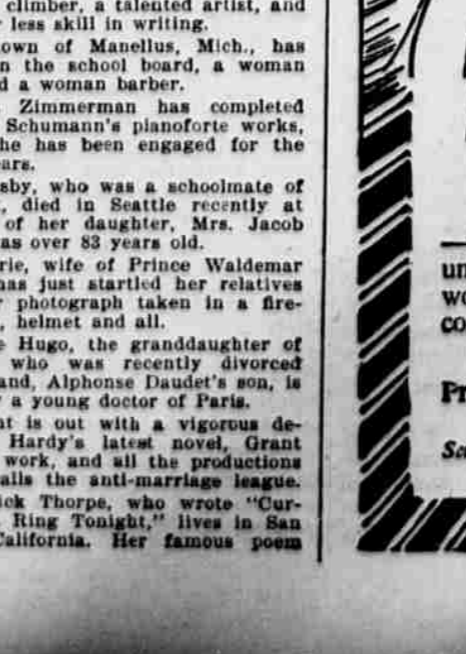 climber, a talented artist, and
less skill in writing.
own of Manellus, Mich., has
n the school board, a woman
d a woman barber.
Zimmerman has completed
Schumann's pianoforte works,
he has been engaged for the
ars.
sby, who was a schoolmate of
, died in Seattle recently at
of her daughter, Mrs. Jacob
as over 83 years old.
rie, wife of Prince Waldemar
has just startled her relatives
r photograph taken in a fire-
, helmet and all.
e Hugo, the granddaughter of
who was recently divorced
and, Alphonse Daudet's son, is
a young doctor of Paris.
nt is out with a vigorous de-
Hardy's latest novel, Grant
work, and all the productions
alls the anti-marriage league.
ick Thorpe, who wrote "Cur-
Ring Tonight," lives in San
California. Her famous poem
un
we
co
Pr
Se